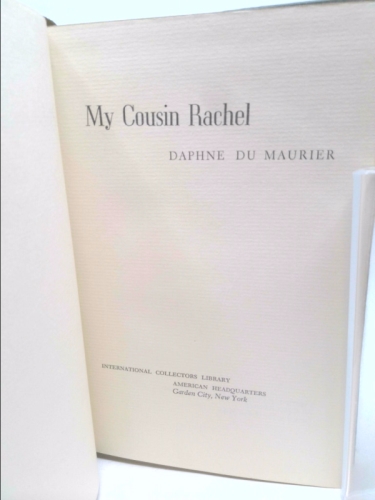 My Cousin Rachel
DAPHNE DU MAURIER
INTERNATIONAL COLLECTORS LIBRARY
AMERICAN HEADQUARTERS
Garden City, New York